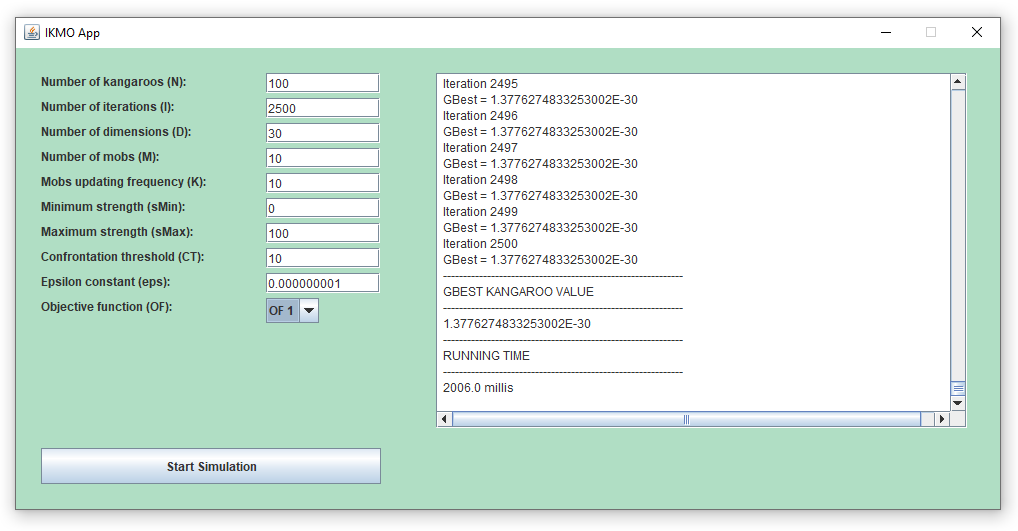 IKMO App
Number of kangaroos (N): 100
Number of iterations (I): 2500
Number of dimensions (D): 30
Number of mobs (M): 10
Mobs updating frequency (K): 10
Minimum strength (sMin): 0
Maximum strength (sMax): 100
Confrontation threshold (CT): 10
Epsilon constant (eps): 0.000000001
Objective function (OF): OF 1
Start Simulation
Iteration 2495
GBest = 1.3776274833253002E-30
Iteration 2496
GBest = 1.3776274833253002E-30
Iteration 2497
GBest = 1.3776274833253002E-30
Iteration 2498
GBest = 1.3776274833253002E-30
Iteration 2499
GBest = 1.3776274833253002E-30
Iteration 2500
GBest = 1.3776274833253002E-30
------------------------------------------------------------
GBEST KANGAROO VALUE
------------------------------------------------------------
1.3776274833253002E-30
------------------------------------------------------------
RUNNING TIME
------------------------------------------------------------
2006.0 millis